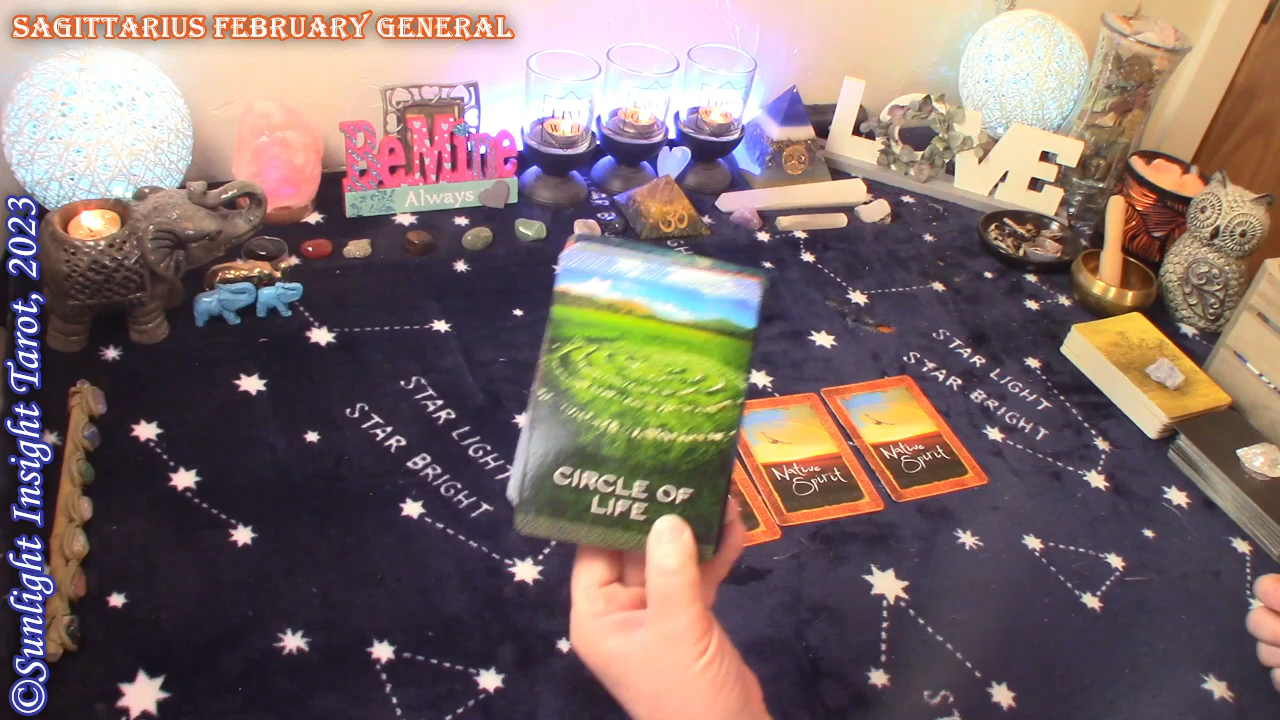 SAGITTARIUS FEBRUARY GENERAL
©Sunlight Insight Tarot, 2023
Be Mine
Always
LOVE
STAR LIGHT
STAR BRIGHT
STAR LIGHT
STAR BRIGHT
CIRCLE OF
LIFE
Native
Spirit
Native
Spirit